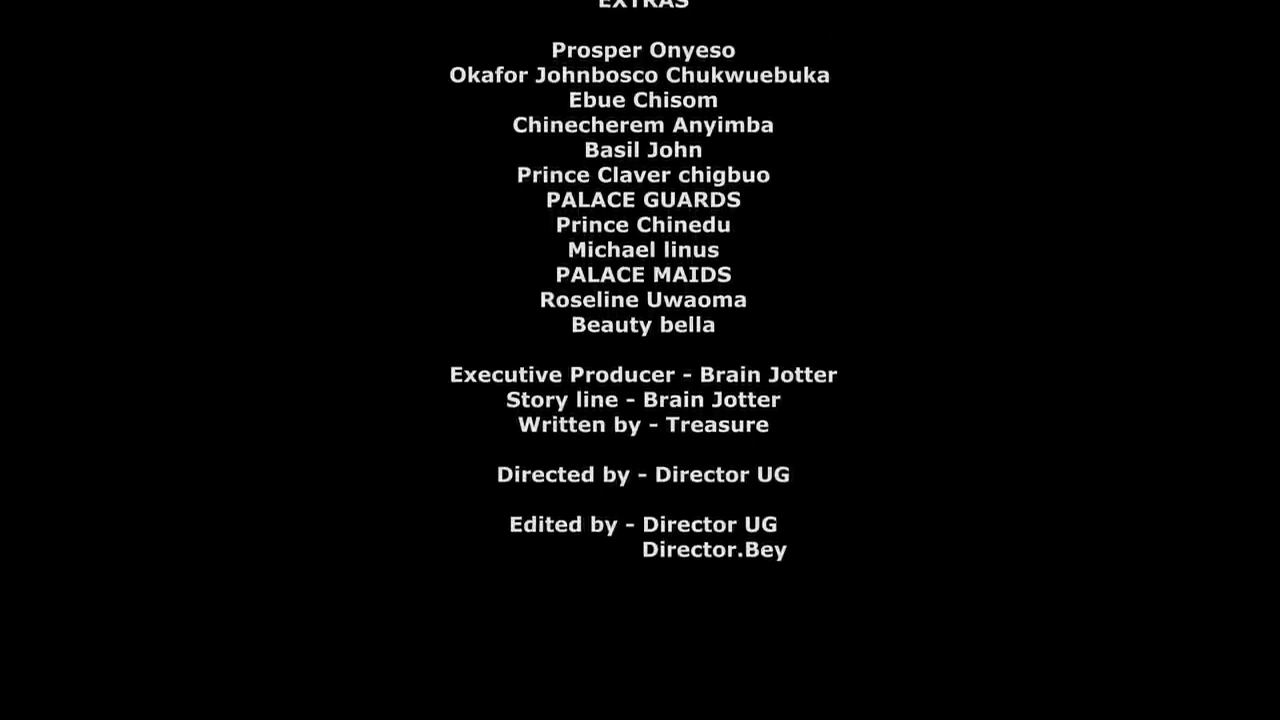 EXTRAS
Prosper Onyeso
Okafor Johnbosco Chukwuebuka
Ebue Chisom
Chinecherem Anyimba
Basil John
Prince Claver chigbuo
PALACE GUARDS
Prince Chinedu
Michael linus
PALACE MAIDS
Roseline Uwaoma
Beauty bella
Executive Producer - Brain Jotter
Story line - Brain Jotter
Written by - Treasure
Directed by - Director UG
Edited by - Director UG
Director.Bey